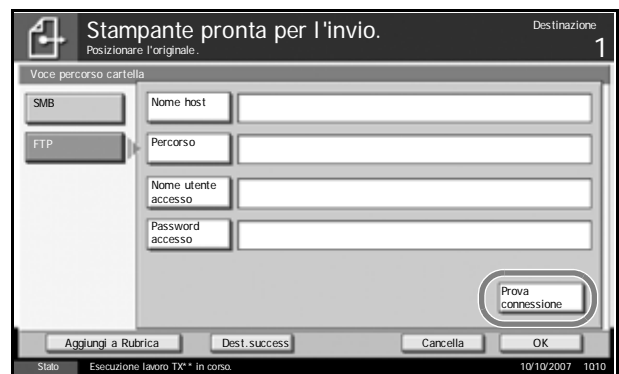 Stampante pronta per l'invio.
Destinazione
Posizionare l'originale.
1
Voce percorso cartella
SMB
Nome host
FTP
Percorso
Nome utente
accesso
Password
accesso
Prova
connessione
Aggiungi a Rubrica
Dest.success
Cancella
OK
Stato
Esecuzione lavoro TX** in corso.
10/10/2007 1010